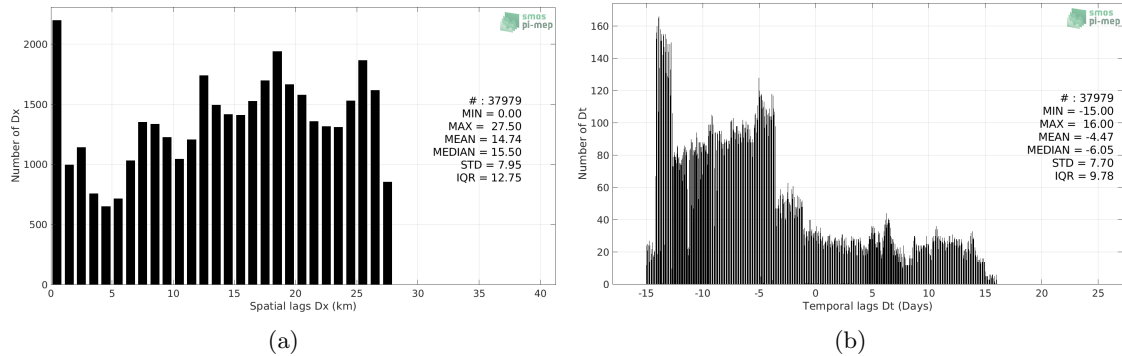 smos
pi-mep
2000
1500
1000
500
0
Number of Dx
# : 37979
MIN = 0.00
MAX = 27.50
MEAN = 14.74
MEDIAN = 15.50
STD = 7.95
IQR = 12.75
0 5 10 15 20 25 30 35 40
Spatial lags Dx (km)
(a)
smos
pi-mep
160
140
120
100
80
60
40
20
0
Number of Dt
# : 37979
MIN = -15.00
MAX = 16.00
MEAN = -4.47
MEDIAN = -6.05
STD = 7.70
IQR = 9.78
-15 -10 -5 0 5 10 15 20 25
Temporal lags Dt (Days)
(b)